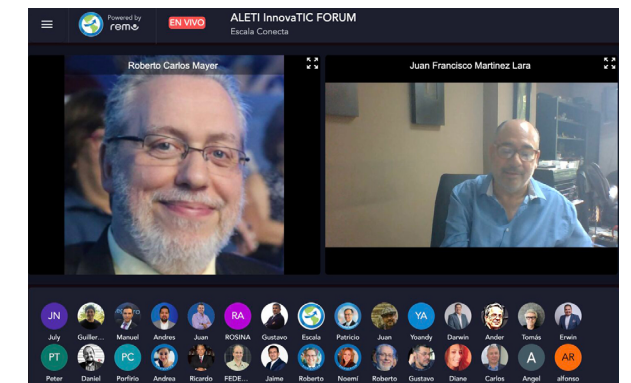 Powered by
remo
EN VIVO
ALETI InnovaTIC FORUM
Escala Conecta
Roberto Carlos Mayer
Juan Francisco Martinez Lara
JN
RA
YA
July
Guiller...
Manuel
Andres
Juan
ROSINA
Gustavo
Escala
Patricio
Juan
Yoandy
Darwin
Ander
Tomás
Erwin
PT
PC
A
AR
Peter
Daniel
Porfirio
Andrea
Ricardo
FEDE...
Jaime
Roberto
Noemí
Roberto
Gustavo
Diane
Carlos
Angel
alfonso